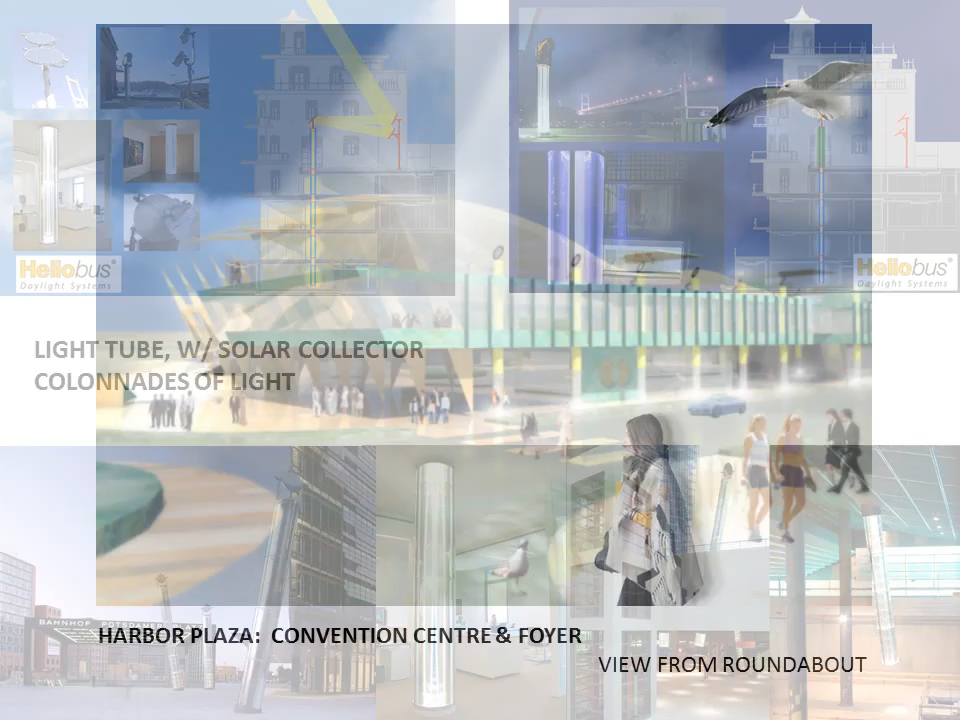 Heliobus®
Daylight Systems
Heliobus®
Daylight Systems
LIGHT TUBE, W/ SOLAR COLLECTOR
COLONNADES OF LIGHT
BAHNHOF POTSDAMER
HARBOR PLAZA: CONVENTION CENTRE & FOYER
VIEW FROM ROUNDABOUT